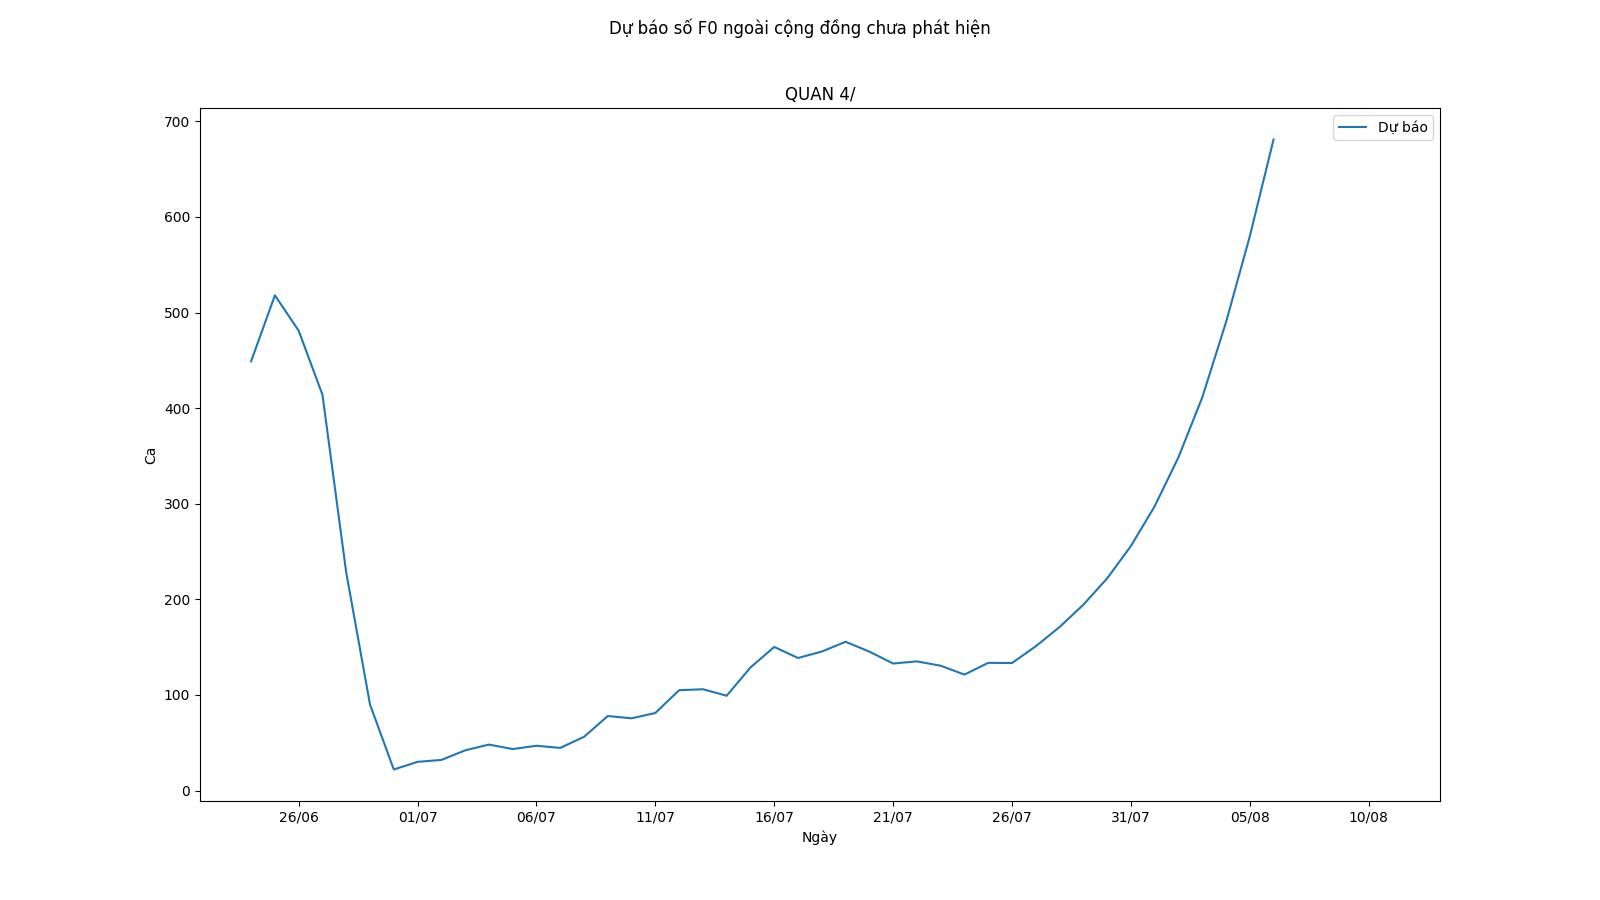 Dự báo số F0 ngoài cộng đồng chưa phát hiện
QUAN 4/
Dự báo
700
600
500
400
300
200
100
0
Ca
26/06 01/07 06/07 11/07 16/07 21/07 26/07 31/07 05/08 10/08
Ngày